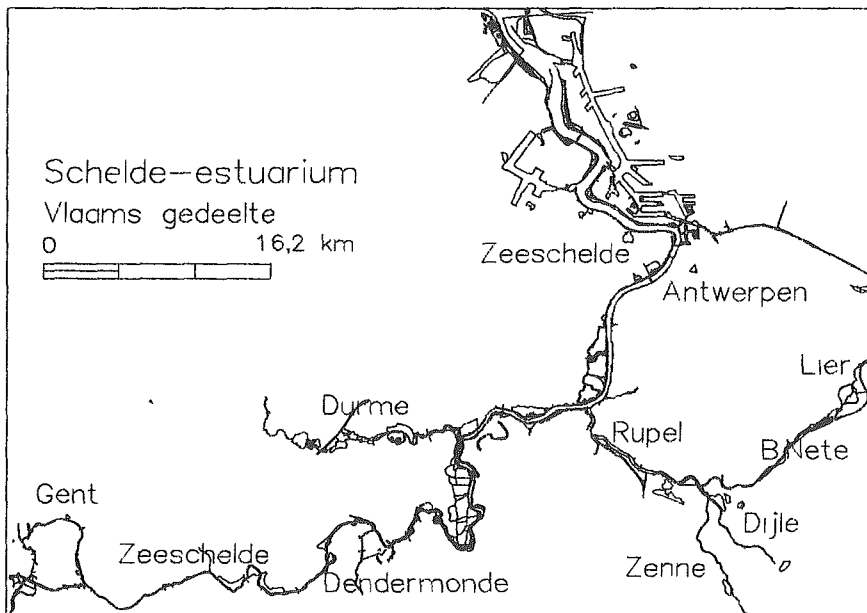 Schelde-estuarium
Vlaams gedeelte
0 16,2 km
Zeeschelde
Antwerpen
Lier
Durme
Rupel
B.Nete
Gent
Zeeschelde
Dijle
Dendermonde
Zenne